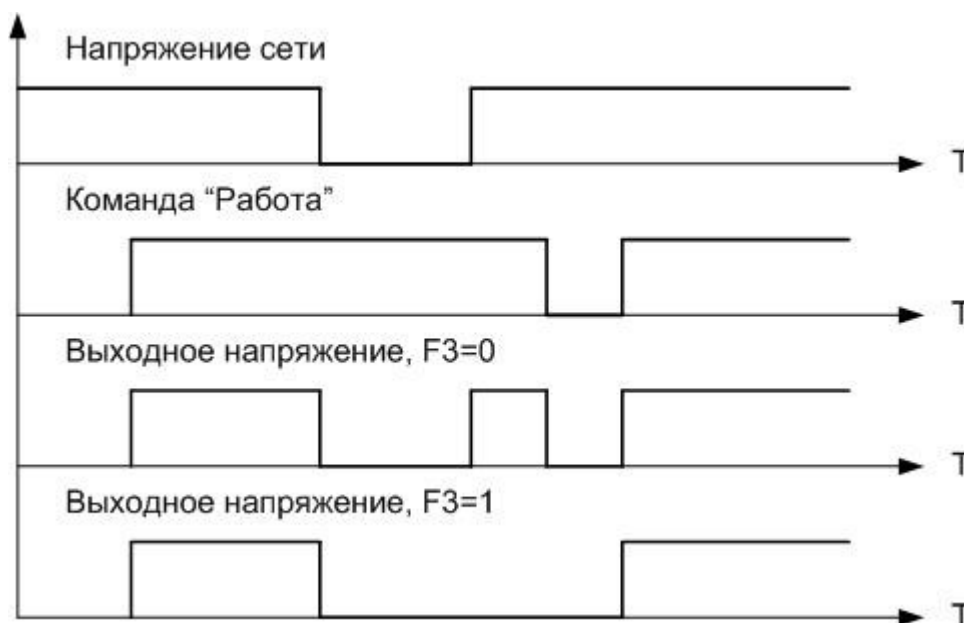 Напряжение сети
T
Команда “Работа”
T
Выходное напряжение, F3=0
T
Выходное напряжение, F3=1
T